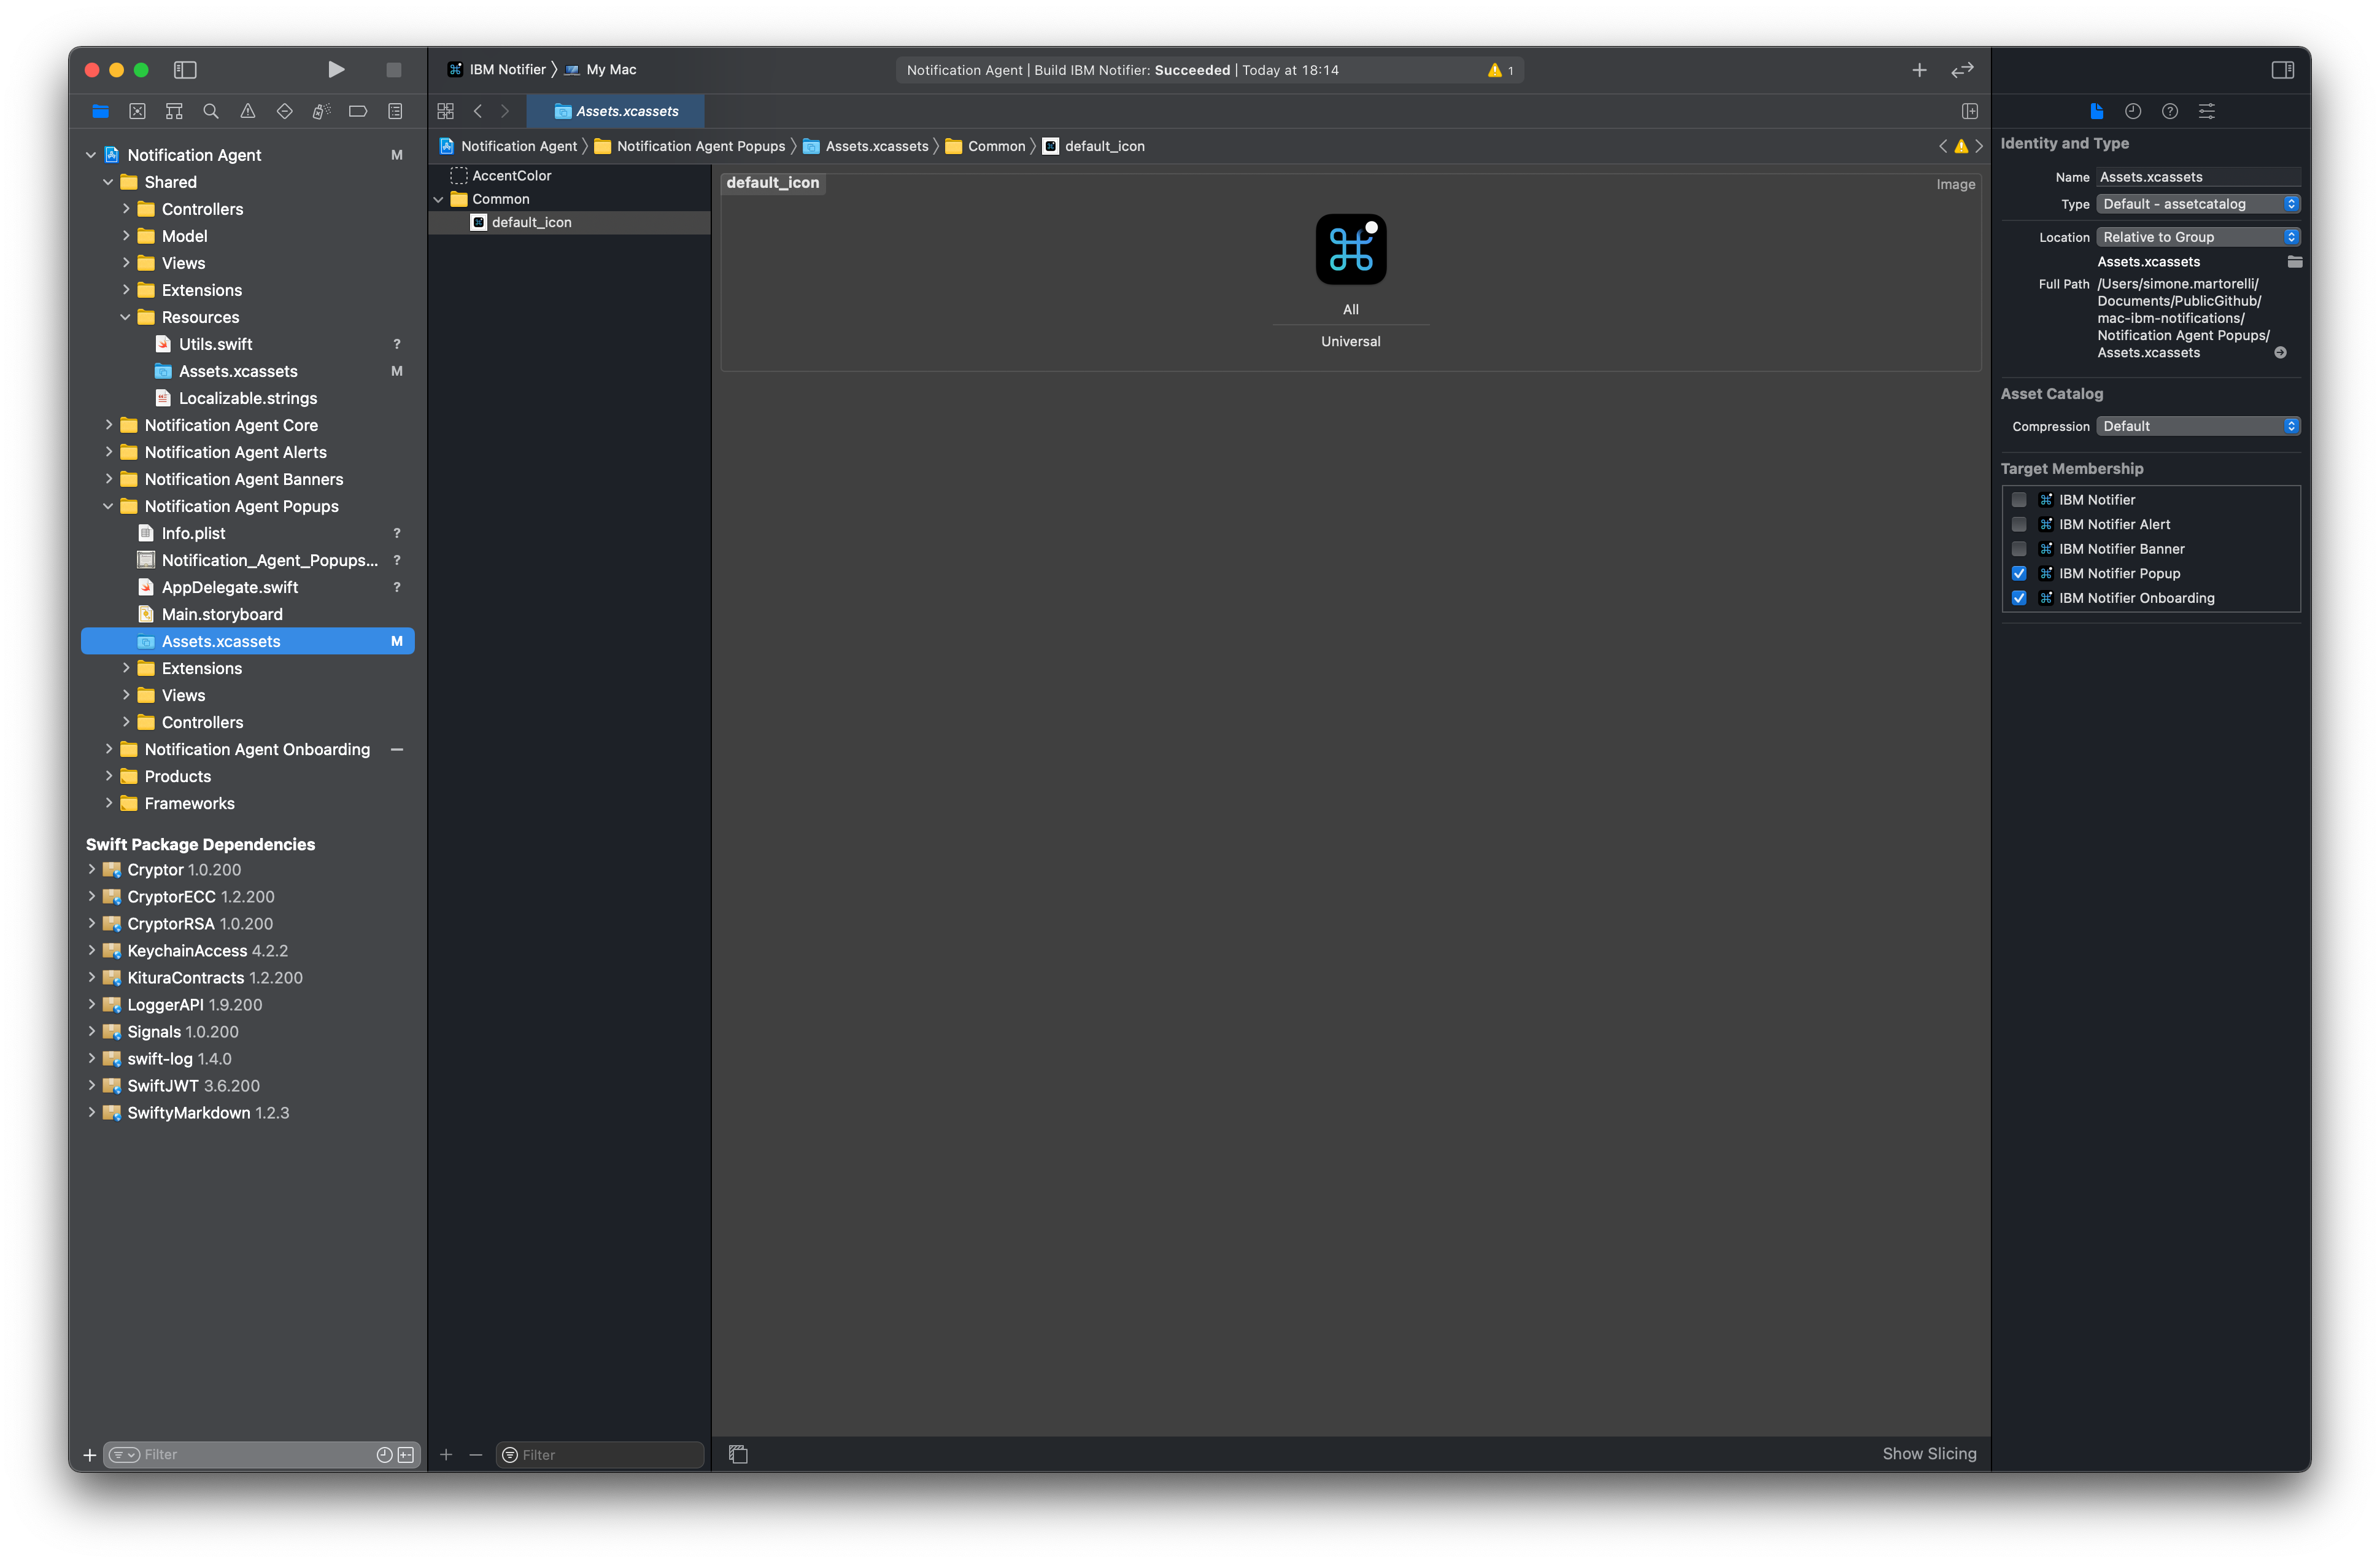 IBM Notifier
My Mac
Notification Agent | Build IBM Notifier: Succeeded | Today at 18:14
1
Notification Agent M
Shared
Controllers
Model
Views
Extensions
Resources
Utils.swift ?
Assets.xcassets M
Localizable.strings
Notification Agent Core
Notification Agent Alerts
Notification Agent Banners
Notification Agent Popups
Info.plist ?
Notification_Agent_Popups... ?
AppDelegate.swift ?
Main.storyboard
Assets.xcassets M
Extensions
Views
Controllers
Notification Agent Onboarding
Products
Frameworks
Swift Package Dependencies
Cryptor 1.0.200
CryptorECC 1.2.200
CryptorRSA 1.0.200
KeychainAccess 4.2.2
KituraContracts 1.2.200
LoggerAPI 1.9.200
Signals 1.0.200
swift-log 1.4.0
SwiftJWT 3.6.200
SwiftyMarkdown 1.2.3
Filter
Assets.xcassets
Notification Agent
Notification Agent Popups
Assets.xcassets
Common
default_icon
AccentColor
Common
default_icon
Filter
default_icon
Image
All
Universal
Show Slicing
Identity and Type
Name Assets.xcassets
Type Default - assetcatalog
Location Relative to Group
Assets.xcassets
Full Path /Users/simone.martorelli/
Documents/PublicGithub/
mac-ibm-notifications/
Notification Agent Popups/
Assets.xcassets
Asset Catalog
Compression Default
Target Membership
IBM Notifier
IBM Notifier Alert
IBM Notifier Banner
IBM Notifier Popup
IBM Notifier Onboarding